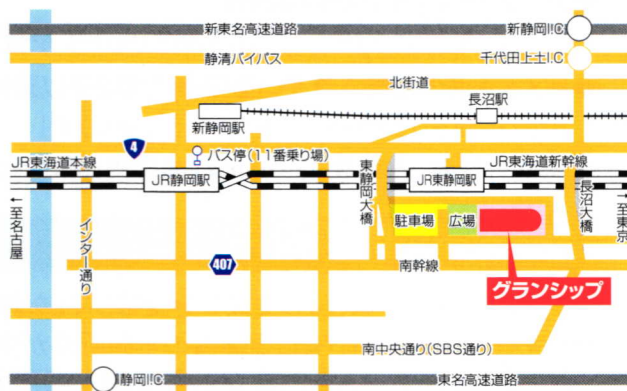 新東名高速道路
新静岡I.C
静清バイパス
千代田上土I.C
北街道
長沼駅
新静岡駅
4
バス停(11番乗り場)
JR東海道本線
JR東海道新幹線
JR静岡駅
JR東静岡駅
東静岡大橋
長沼大橋
←至名古屋
→至東京
インター通り
駐車場
広場
407
南幹線
グランシップ
南中央通り(SBS通り)
静岡I.C
東名高速道路